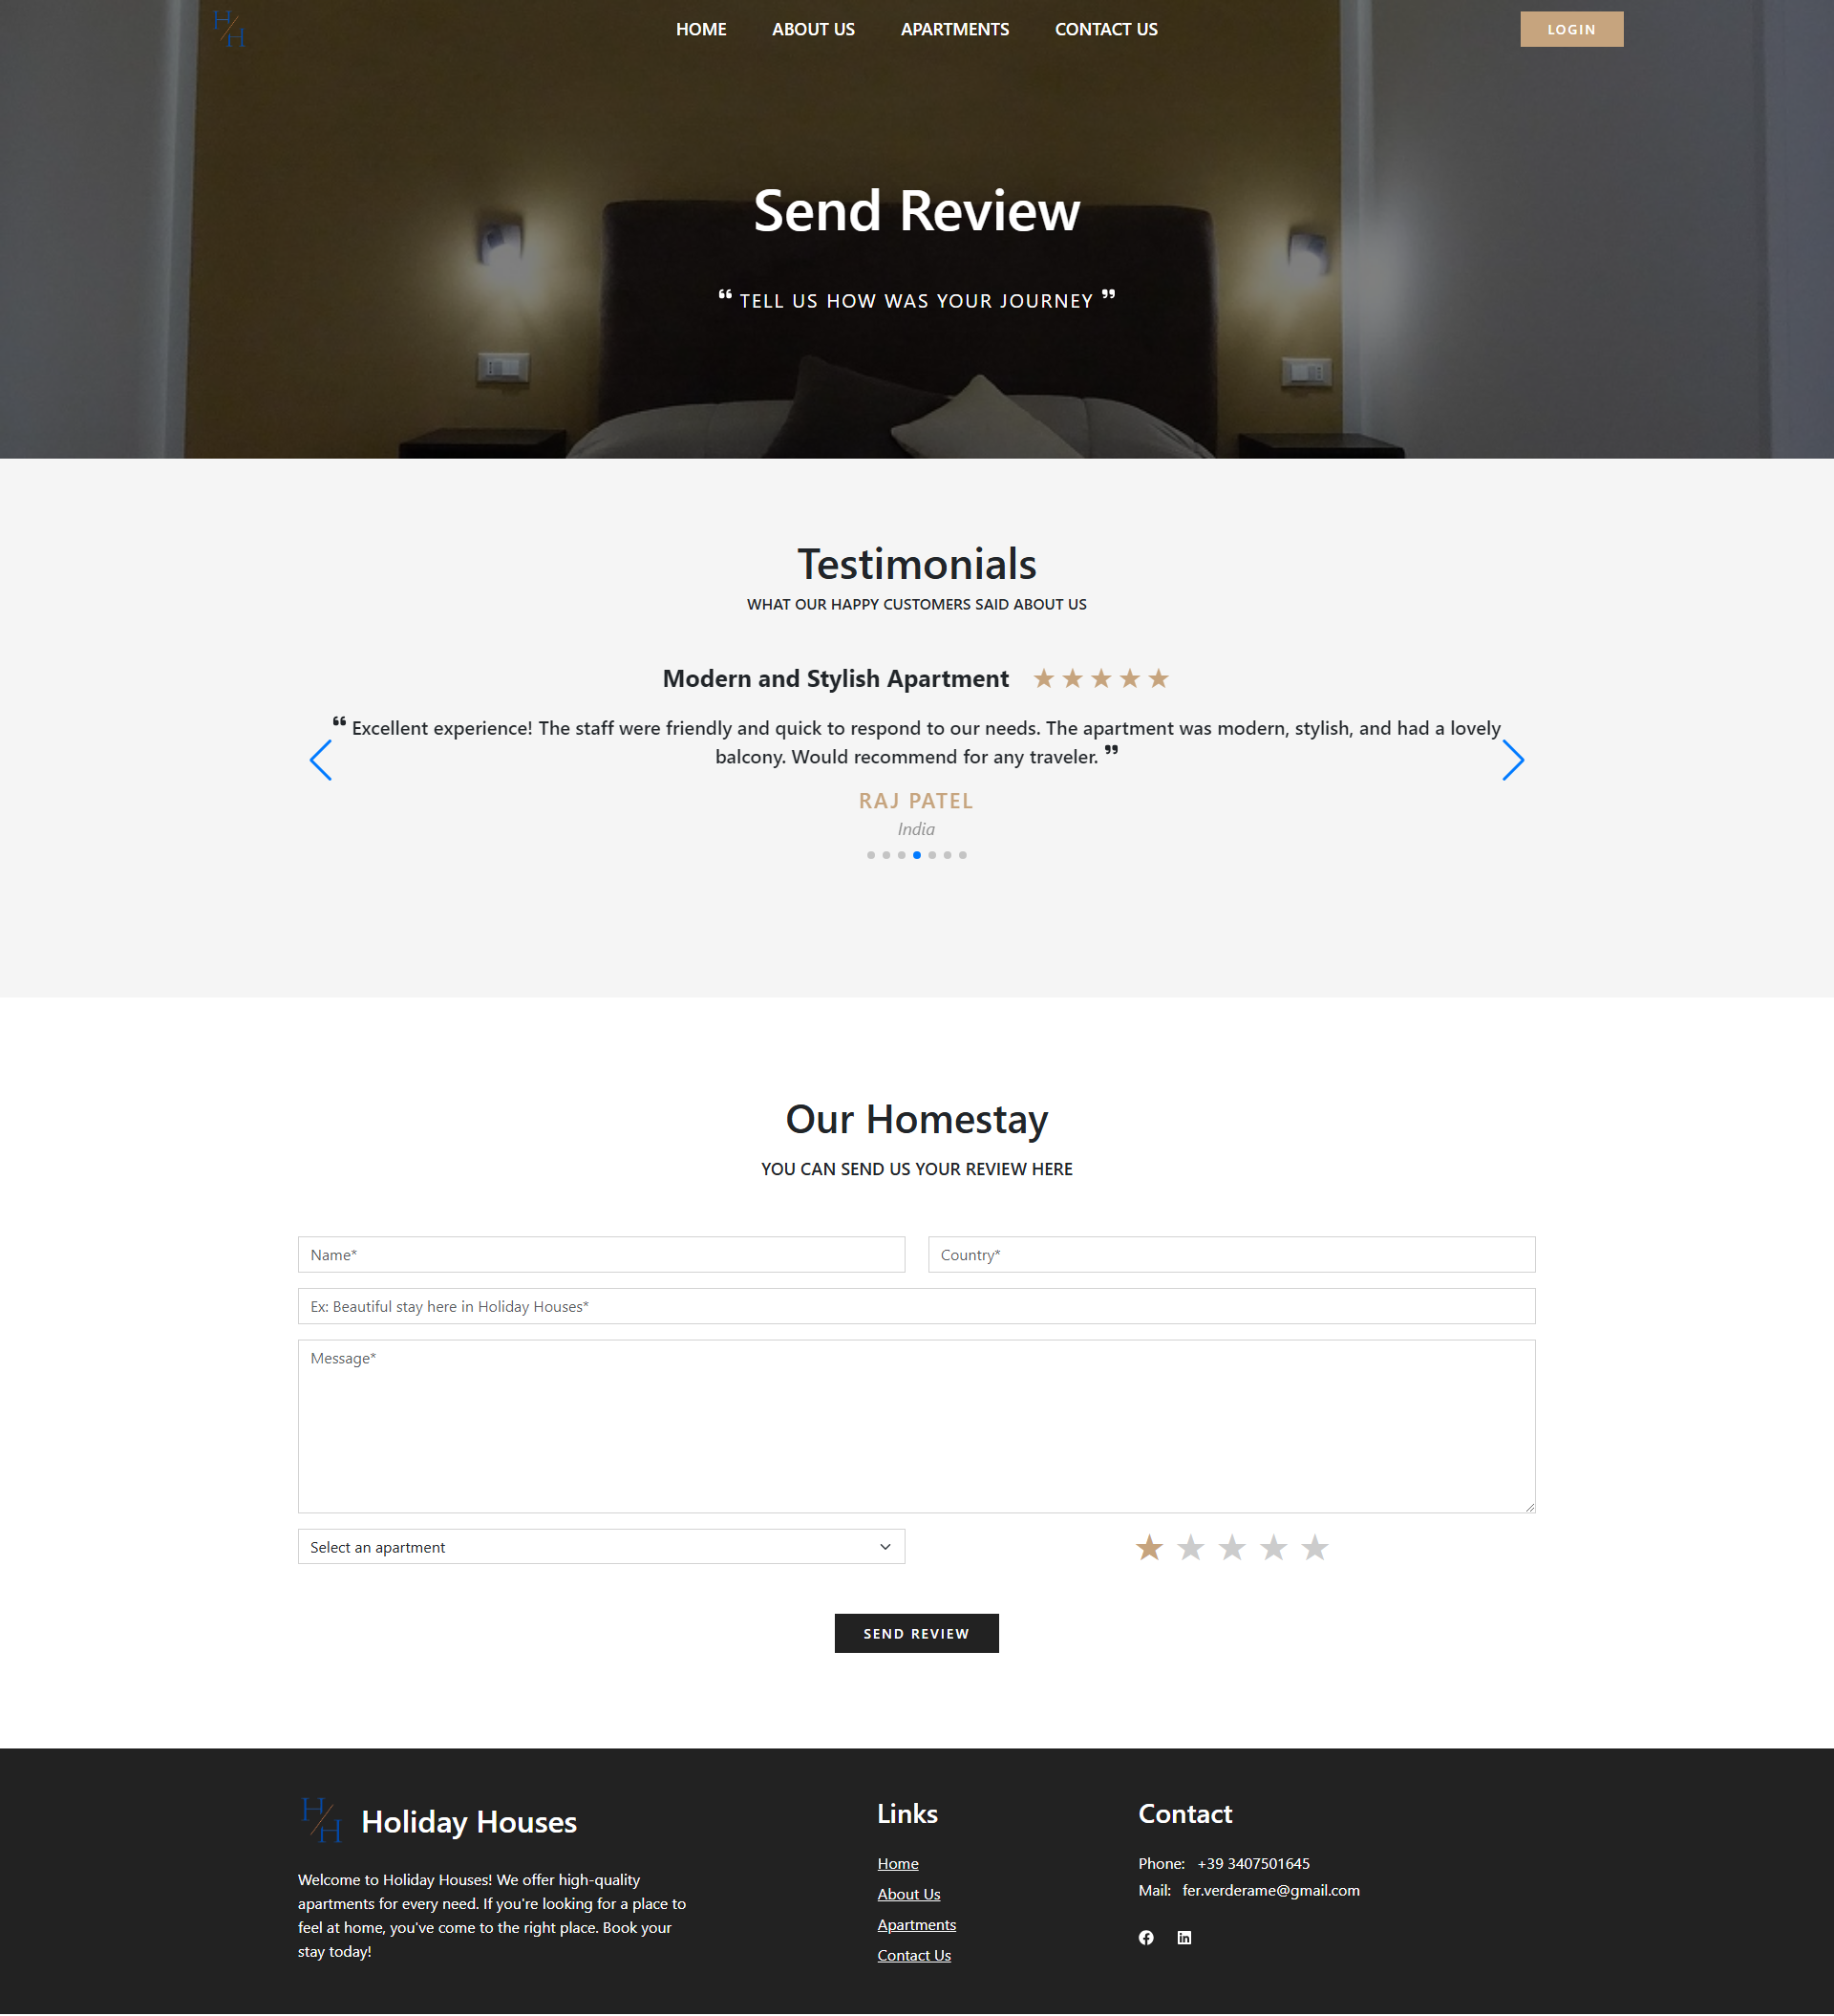 H/H
HOME ABOUT US APARTMENTS CONTACT US LOGIN
Send Review
❝ TELL US HOW WAS YOUR JOURNEY ❞
Testimonials
WHAT OUR HAPPY CUSTOMERS SAID ABOUT US
Modern and Stylish Apartment ★ ★ ★ ★ ★
❝ Excellent experience! The staff were friendly and quick to respond to our needs. The apartment was modern, stylish, and had a lovely
balcony. Would recommend for any traveler. ❞
RAJ PATEL
India
Our Homestay
YOU CAN SEND US YOUR REVIEW HERE
Name* Country*
Ex: Beautiful stay here in Holiday Houses*
Message*
Select an apartment ★ ★ ★ ★ ★
SEND REVIEW
H/H Holiday Houses
Welcome to Holiday Houses! We offer high-quality
apartments for every need. If you're looking for a place to
feel at home, you've come to the right place. Book your
stay today!
Links
Home
About Us
Apartments
Contact Us
Contact
Phone: +39 3407501645
Mail: fer.verderame@gmail.com